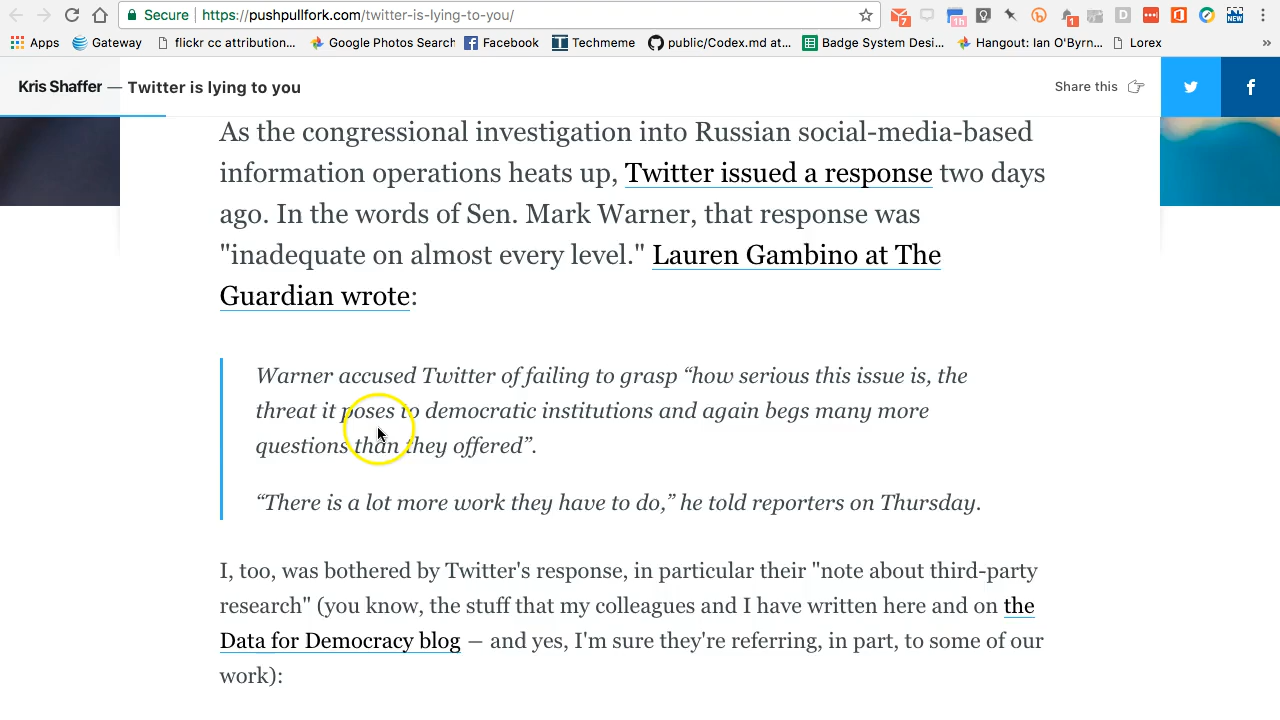 Secure https://pushpullfork.com/twitter-is-lying-to-you/
7 1h 1 D NEW
Apps Gateway flickr cc attribution... Google Photos Search Facebook Techmeme public/Codex.md at... Badge System Desi... Hangout: Ian O'Byrn... Lorex »
Kris Shaffer — Twitter is lying to you Share this
As the congressional investigation into Russian social-media-based
information operations heats up, Twitter issued a response two days
ago. In the words of Sen. Mark Warner, that response was
"inadequate on almost every level." Lauren Gambino at The
Guardian wrote:
Warner accused Twitter of failing to grasp “how serious this issue is, the
threat it poses to democratic institutions and again begs many more
questions than they offered”.
“There is a lot more work they have to do,” he told reporters on Thursday.
I, too, was bothered by Twitter's response, in particular their "note about third-party
research" (you know, the stuff that my colleagues and I have written here and on the
Data for Democracy blog — and yes, I'm sure they're referring, in part, to some of our
work):